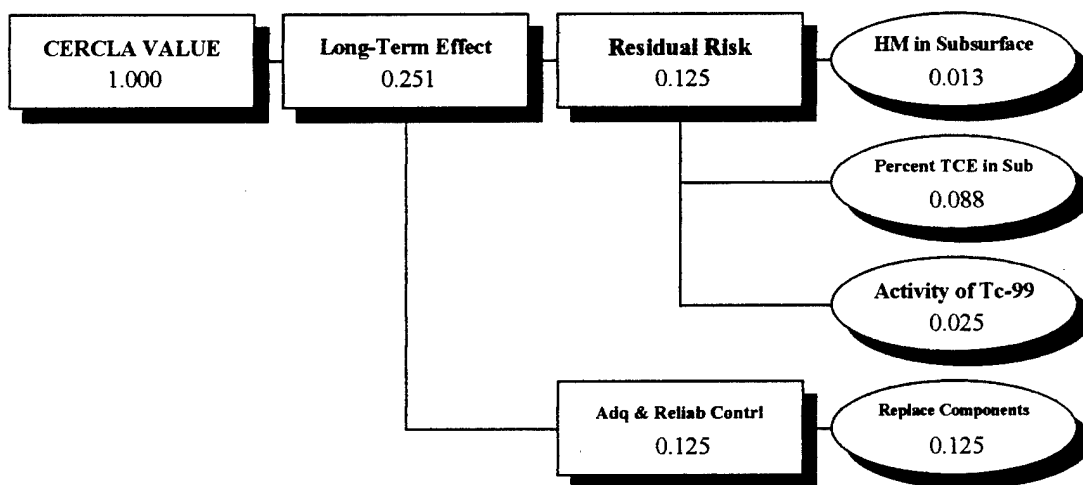 CERCLA VALUE
1.000
Long-Term Effect
0.251
Residual Risk
0.125
HM in Subsurface
0.013
Percent TCE in Sub
0.088
Activity of Tc-99
0.025
Adq & Reliab Contrl
0.125
Replace Components
0.125